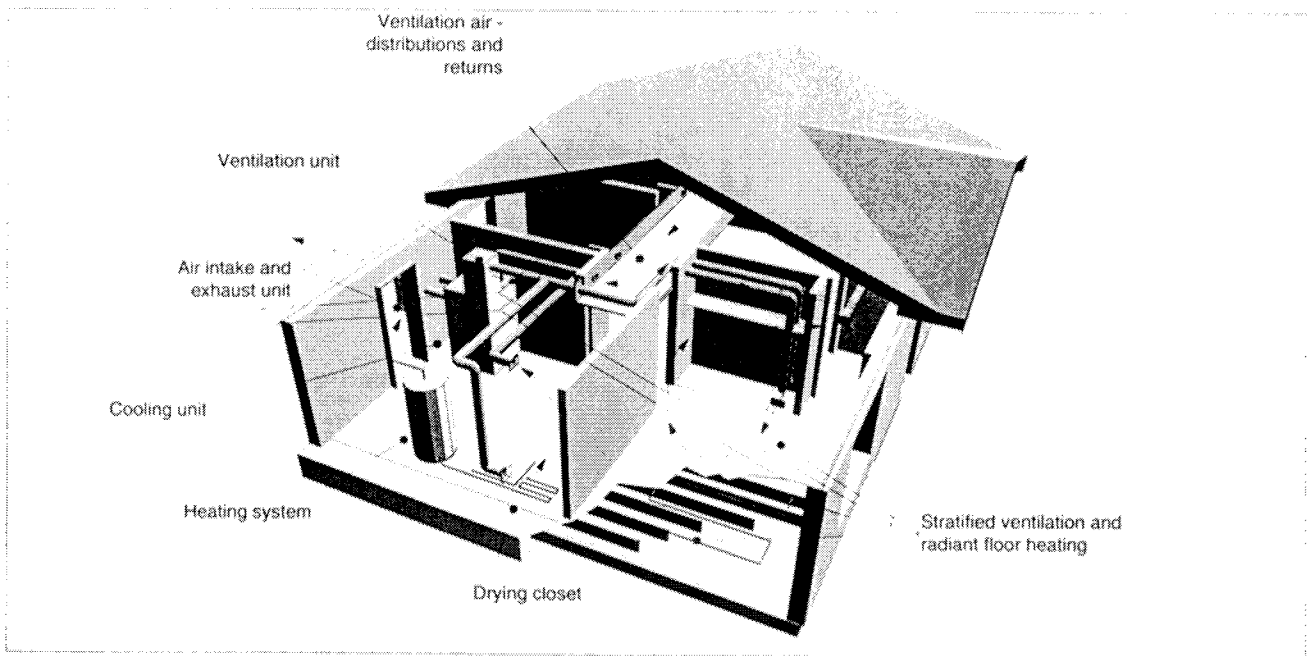 Ventilation air -
distributions and
returns
Ventilation unit
Air intake and
exhaust unit
Cooling unit
Heating system
Drying closet
Stratified ventilation and
radiant floor heating